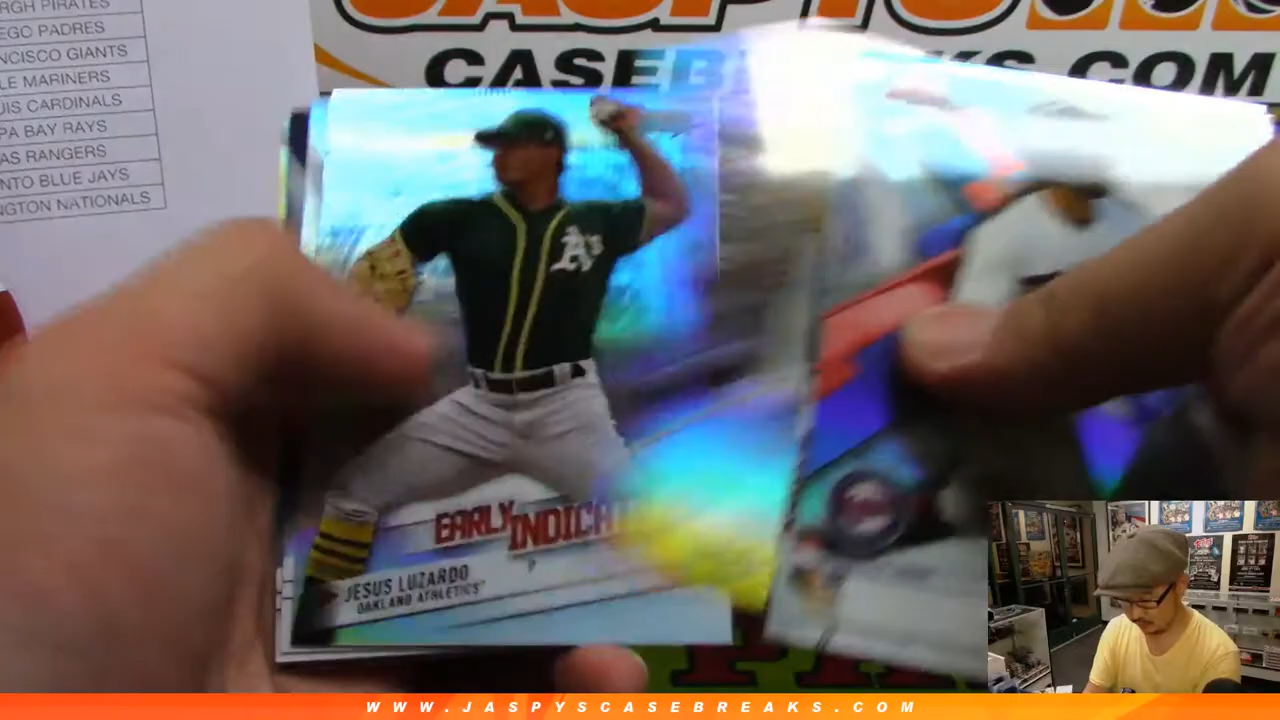 EGO PADRES
NCISCO GIANTS
LE MARINERS
UIS CARDINALS
PA BAY RAYS
AS RANGERS
NTO BLUE JAYS
NGTON NATIONALS
CASEB KS.COM
A's
EARLY INDICA
JESUS LUZARDO
OAKLAND ATHLETICS
WWW.JASPYSCASEBREAKS.COM